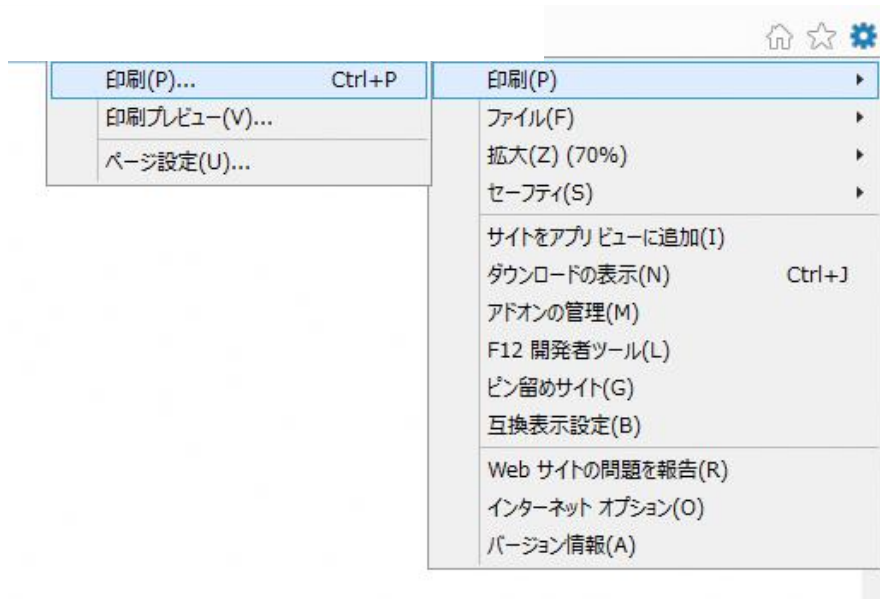 印刷(P)... Ctrl+P
印刷プレビュー(V)...
ページ設定(U)...
印刷(P)
ファイル(F)
拡大(Z) (70%)
セーフティ(S)
サイトをアプリ ビューに追加(I)
ダウンロードの表示(N) Ctrl+J
アドオンの管理(M)
F12 開発者ツール(L)
ピン留めサイト(G)
互換表示設定(B)
Web サイトの問題を報告(R)
インターネット オプション(O)
バージョン情報(A)